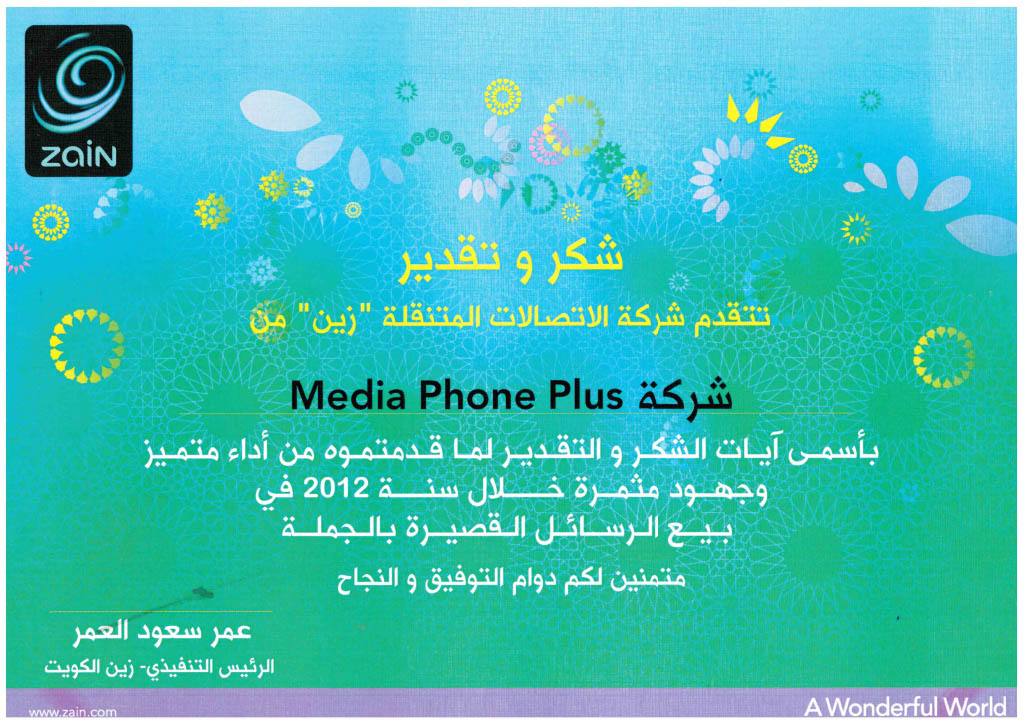 zain
شكر و تقدير
تتقدم شركة الاتصالات المتنقلة "زين" من
شركة Media Phone Plus
بأسمى آيات الشكر و التقدير لما قدمتموه من أداء متميز
وجهود مثمرة خلال سنة 2012 في
بيع الرسائل القصيرة بالجملة
متمنين لكم دوام التوفيق و النجاح
عمر سعود العمر
الرئيس التنفيذي- زين الكويت
www.zain.com
A Wonderful World